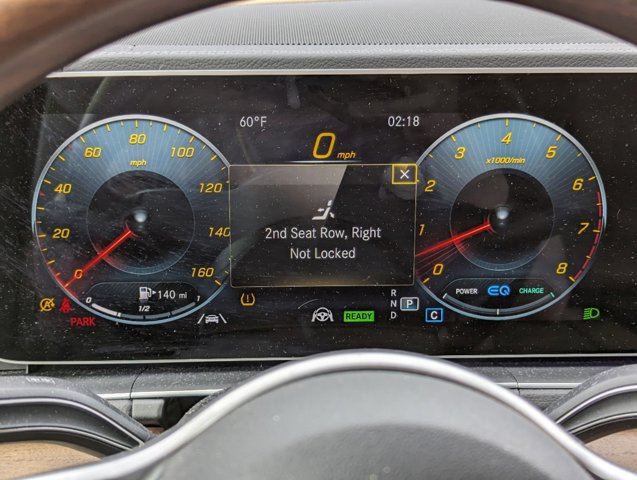 60°F
02:18
0 mph
0 20 40 60 80 100 120 140 160
mph
2nd Seat Row, Right
Not Locked
0 1 2 3 4 5 6 7 8
x1000/min
140 mi
0 1/2 1
PARK
READY
R
N P
D
C
POWER EQ CHARGE